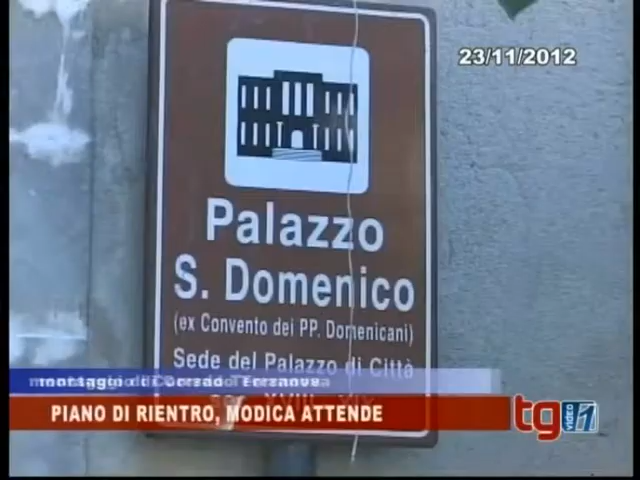 23/11/2012
Palazzo
S. Domenico
(ex Convento dei PP. Domenicani)
Sede del Palazzo di Città
montaggio di Corrado Terranova
PIANO DI RIENTRO, MODICA ATTENDE
tg
VIDEO 1